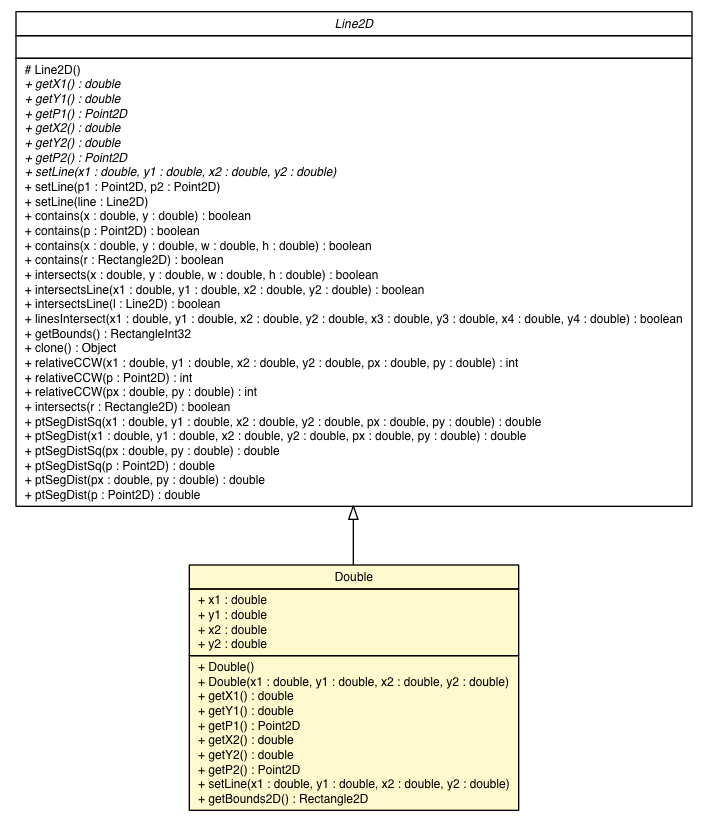 Line2D
# Line2D()
+ getX1() : double
+ getY1() : double
+ getP1() : Point2D
+ getX2() : double
+ getY2() : double
+ getP2() : Point2D
+ setLine(x1 : double, y1 : double, x2 : double, y2 : double)
+ setLine(p1 : Point2D, p2 : Point2D)
+ setLine(line : Line2D)
+ contains(x : double, y : double) : boolean
+ contains(p : Point2D) : boolean
+ contains(x : double, y : double, w : double, h : double) : boolean
+ contains(r : Rectangle2D) : boolean
+ intersects(x : double, y : double, w : double, h : double) : boolean
+ intersectsLine(x1 : double, y1 : double, x2 : double, y2 : double) : boolean
+ intersectsLine(l : Line2D) : boolean
+ linesIntersect(x1 : double, y1 : double, x2 : double, y2 : double, x3 : double, y3 : double, x4 : double, y4 : double) : boolean
+ getBounds() : RectangleInt32
+ clone() : Object
+ relativeCCW(x1 : double, y1 : double, x2 : double, y2 : double, px : double, py : double) : int
+ relativeCCW(p : Point2D) : int
+ relativeCCW(px : double, py : double) : int
+ intersects(r : Rectangle2D) : boolean
+ ptSegDistSq(x1 : double, y1 : double, x2 : double, y2 : double, px : double, py : double) : double
+ ptSegDist(x1 : double, y1 : double, x2 : double, y2 : double, px : double, py : double) : double
+ ptSegDistSq(px : double, py : double) : double
+ ptSegDistSq(p : Point2D) : double
+ ptSegDist(px : double, py : double) : double
+ ptSegDist(p : Point2D) : double
Double
+ x1 : double
+ y1 : double
+ x2 : double
+ y2 : double
+ Double()
+ Double(x1 : double, y1 : double, x2 : double, y2 : double)
+ getX1() : double
+ getY1() : double
+ getP1() : Point2D
+ getX2() : double
+ getY2() : double
+ getP2() : Point2D
+ setLine(x1 : double, y1 : double, x2 : double, y2 : double)
+ getBounds2D() : Rectangle2D